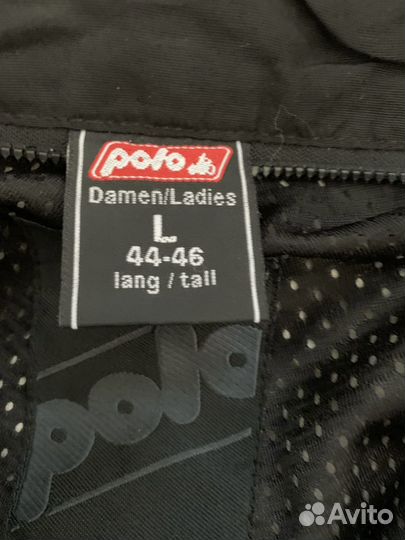 polo
Damen/Ladies
L
44-46
lang / tall
polo
Avito